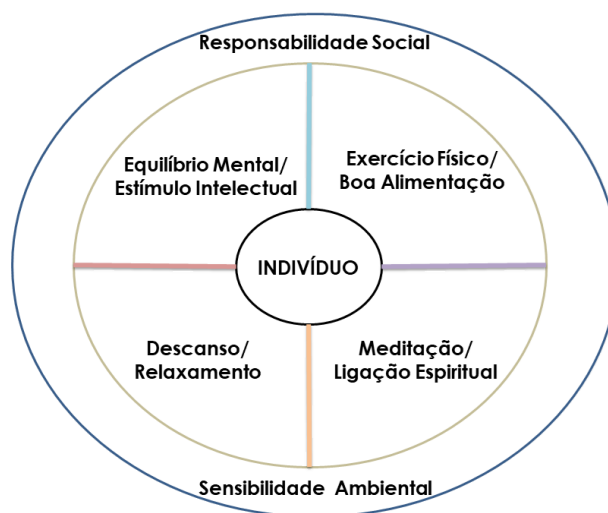 Responsabilidade Social
Equilíbrio Mental/
Estímulo Intelectual
Exercício Físico/
Boa Alimentação
INDIVÍDUO
Descanso/
Relaxamento
Meditação/
Ligação Espiritual
Sensibilidade Ambiental